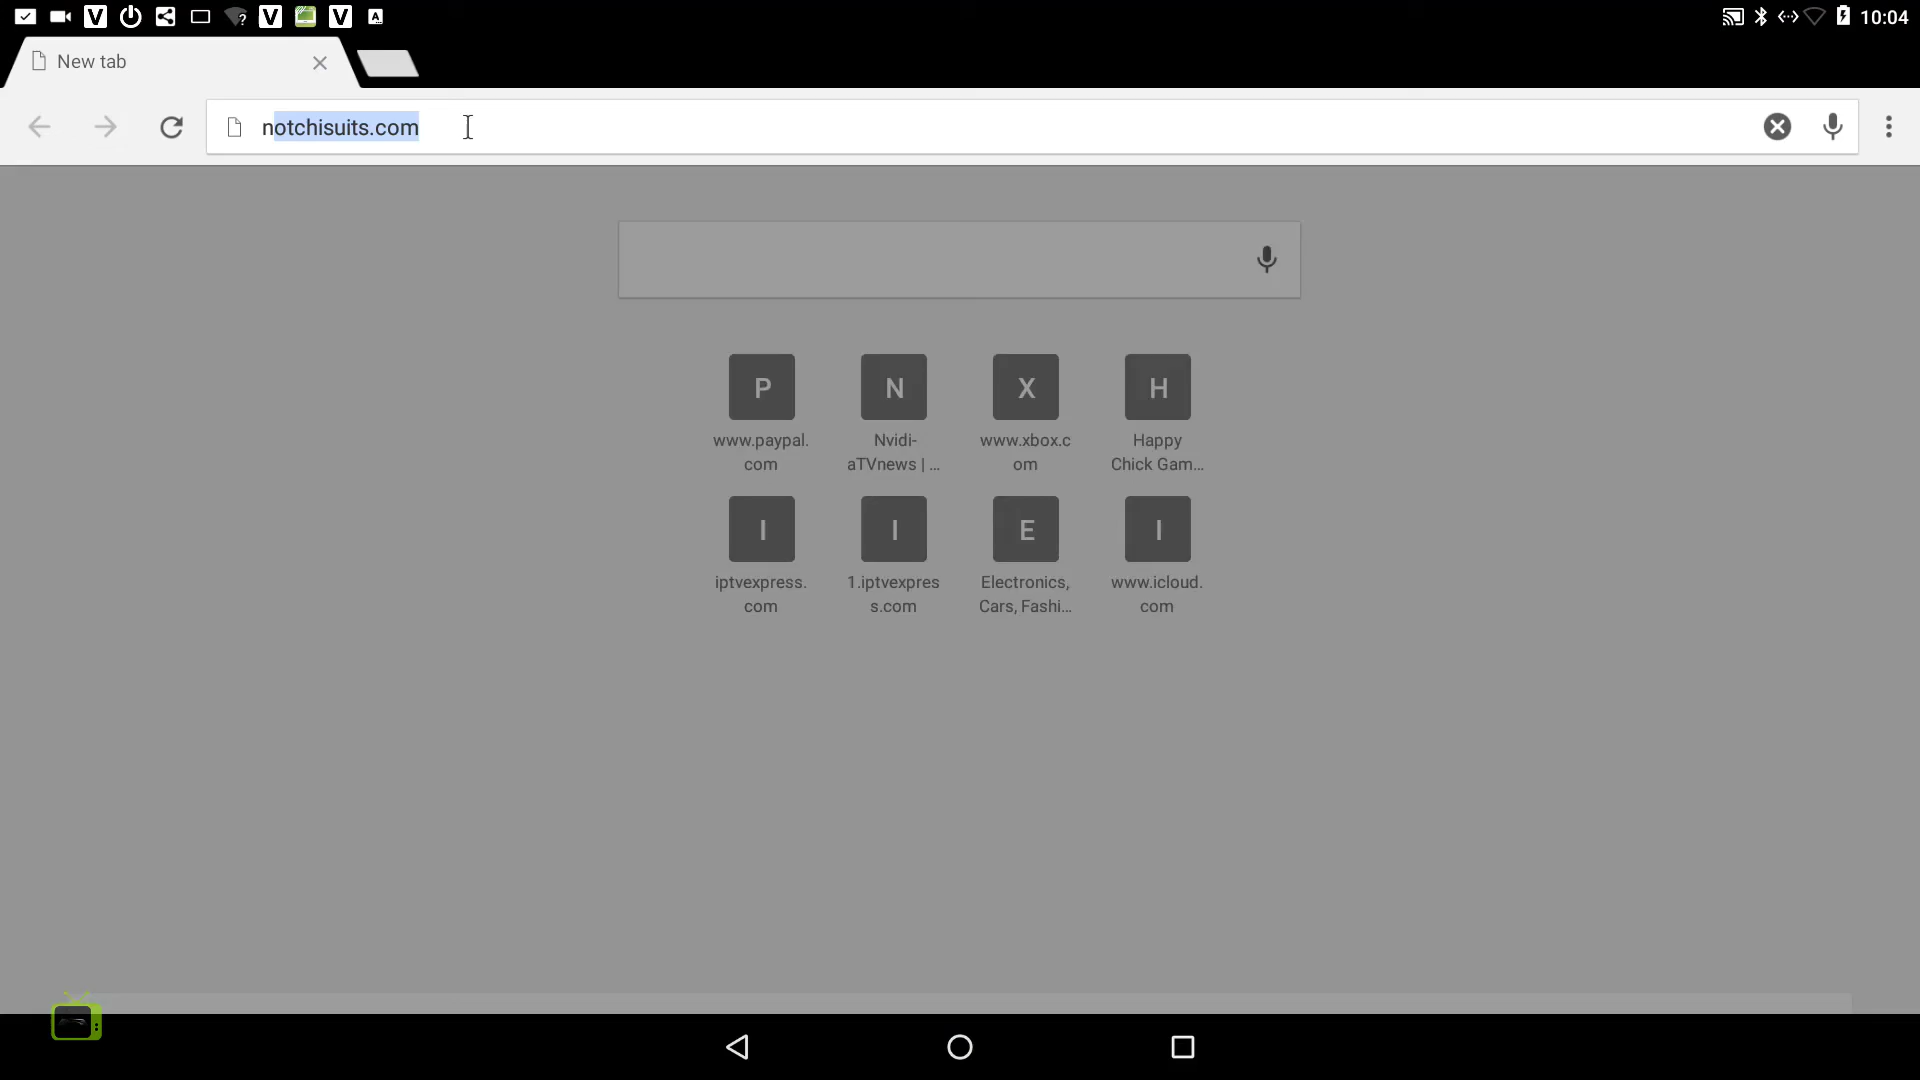 V V V A 10:04
New tab
notchisuits.com
P N X H
www.paypal.
com
Nvidi-
aTVnews | ...
www.xbox.c
om
Happy
Chick Gam...
I I E I
iptvexpress.
com
1.iptvexpres
s.com
Electronics,
Cars, Fashi...
www.icloud.
com